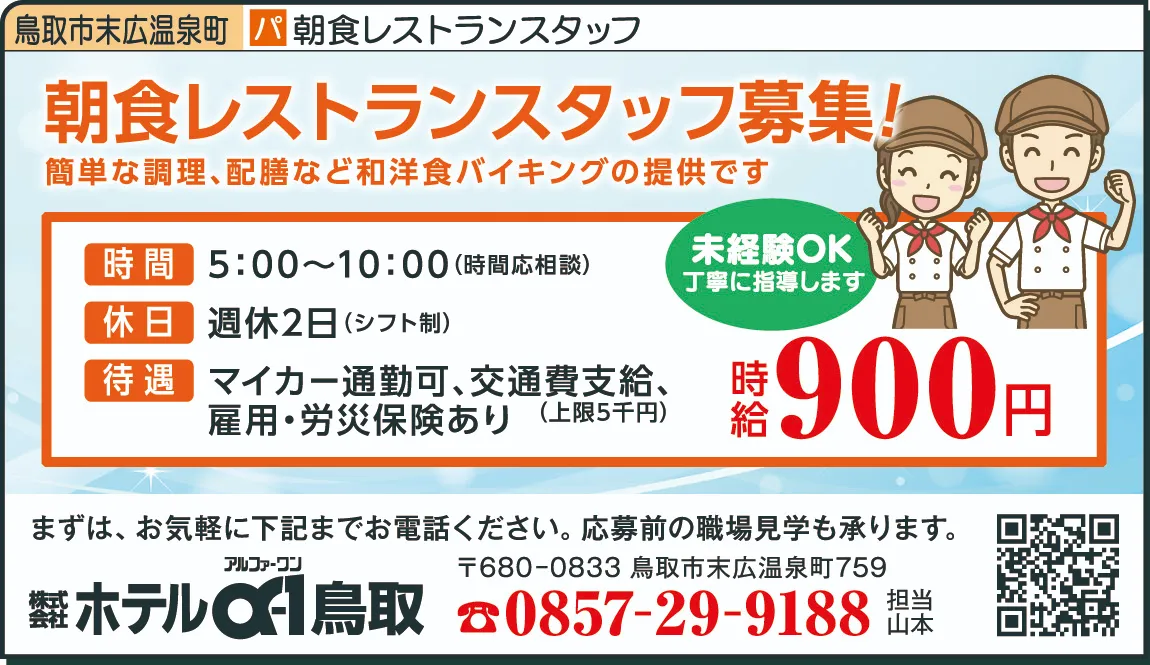 鳥取市末広温泉町 パ 朝食レストランスタッフ
朝食レストランスタッフ募集!
簡単な調理、配膳など和洋食バイキングの提供です
未経験OK
丁寧に指導します
時間 5:00〜10:00(時間応相談)
休日 週休2日(シフト制)
待遇 マイカー通勤可、交通費支給、
雇用・労災保険あり (上限5千円)
時給900円
まずは、お気軽に下記までお電話ください。応募前の職場見学も承ります。
アルファーワン
株式会社 ホテルα-1鳥取
〒680-0833 鳥取市末広温泉町759
☎0857-29-9188 担当
山本